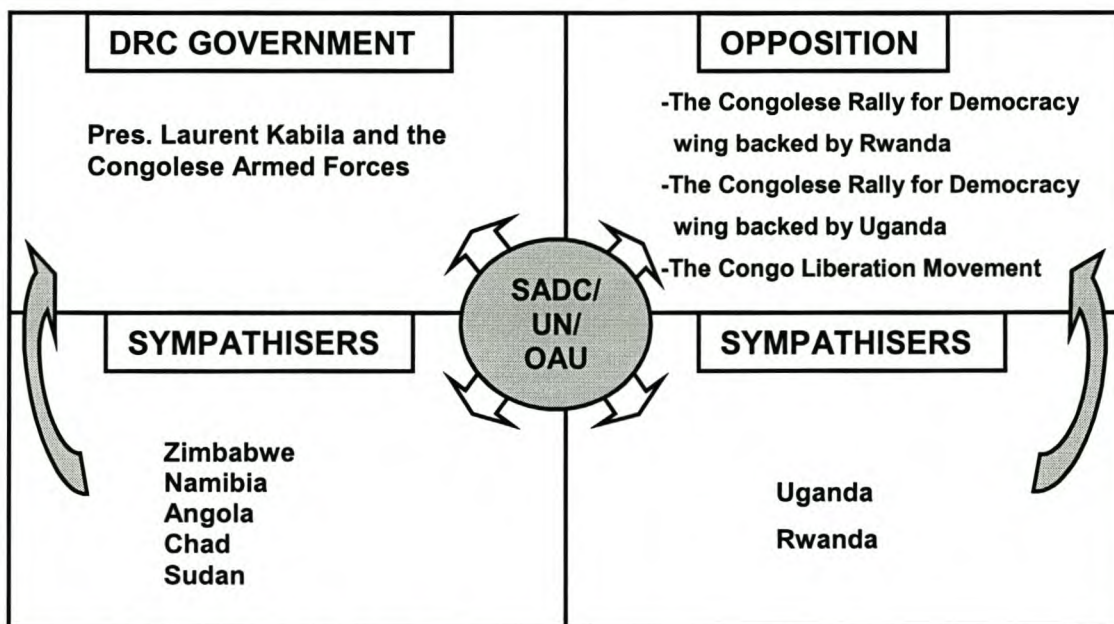 DRC GOVERNMENT
Pres. Laurent Kabila and the
Congolese Armed Forces
OPPOSITION
-The Congolese Rally for Democracy
wing backed by Rwanda
-The Congolese Rally for Democracy
wing backed by Uganda
-The Congo Liberation Movement
SADC/
UN/
OAU
SYMPATHISERS
Zimbabwe
Namibia
Angola
Chad
Sudan
SYMPATHISERS
Uganda
Rwanda